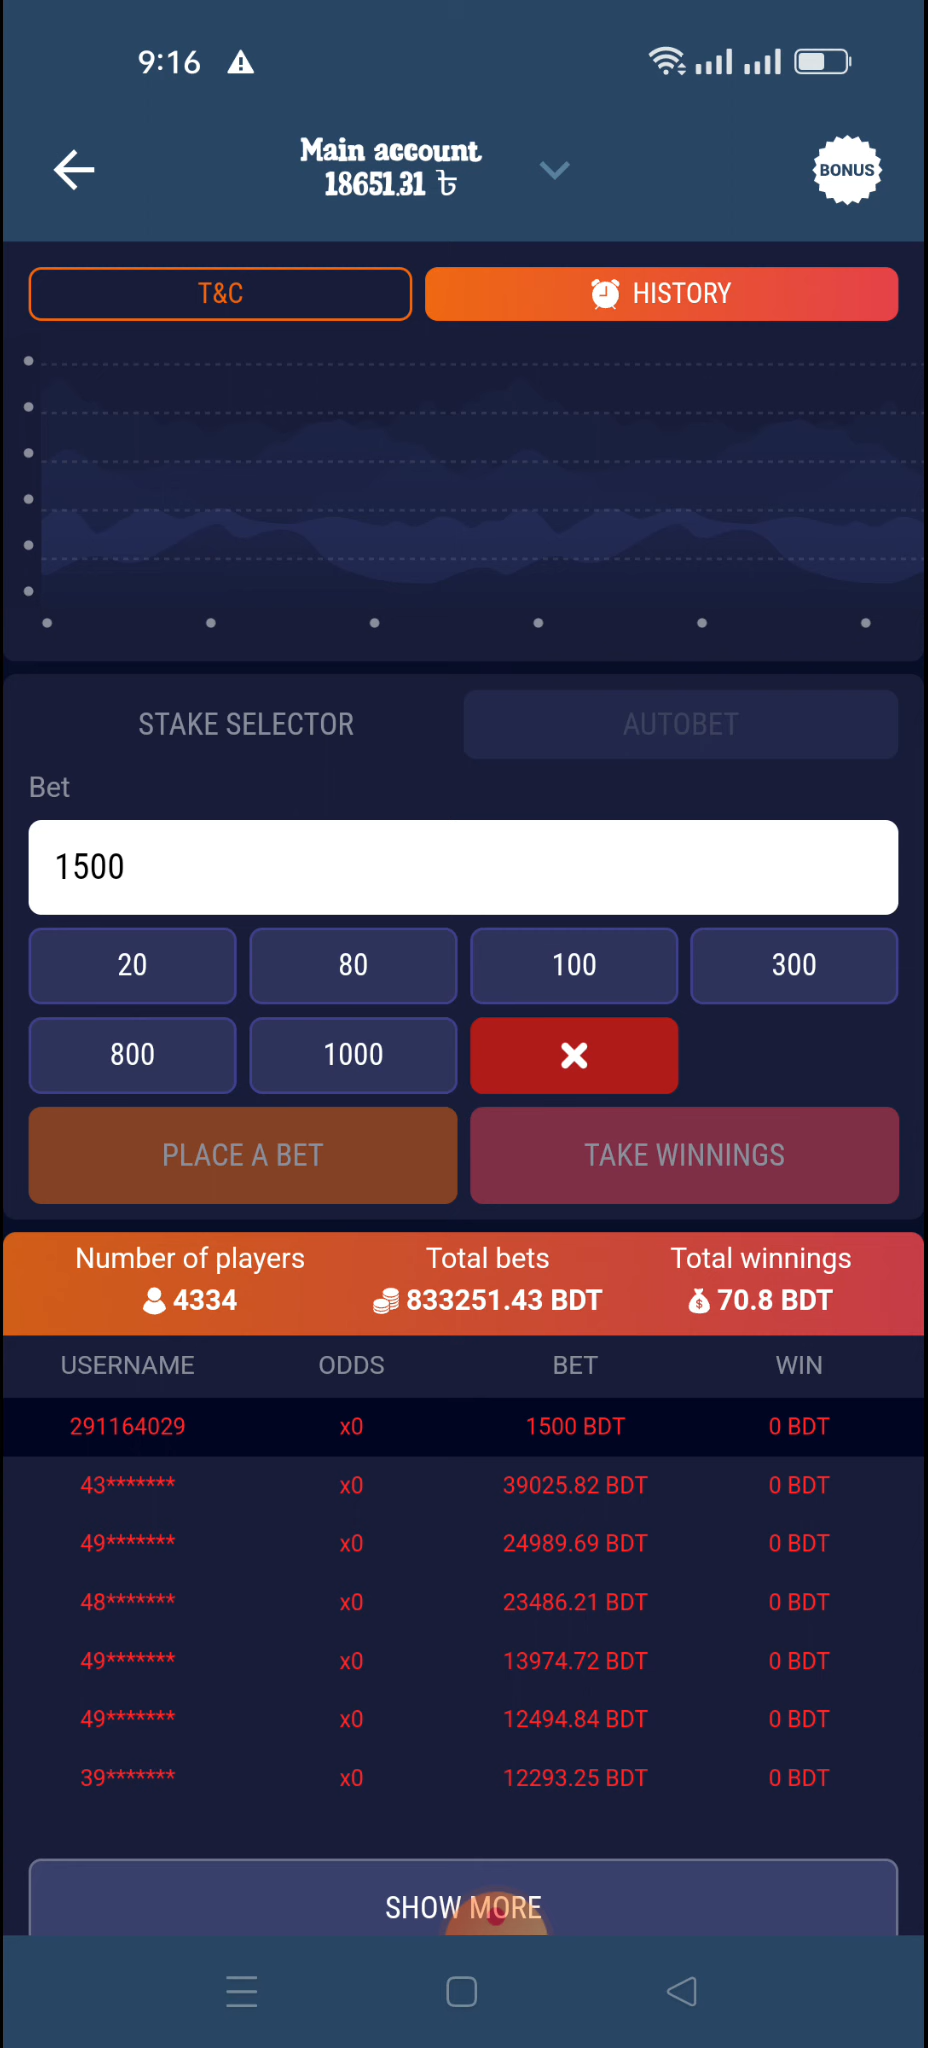 9:16
Main account
18651.31 ৳
BONUS
T&C
HISTORY
STAKE SELECTOR
AUTOBET
Bet
1500
20 80 100 300
800 1000
PLACE A BET TAKE WINNINGS
Number of players Total bets Total winnings
4334 833251.43 BDT 70.8 BDT
USERNAME ODDS BET WIN
291164029 x0 1500 BDT 0 BDT
43******* x0 39025.82 BDT 0 BDT
49******* x0 24989.69 BDT 0 BDT
48******* x0 23486.21 BDT 0 BDT
49******* x0 13974.72 BDT 0 BDT
49******* x0 12494.84 BDT 0 BDT
39******* x0 12293.25 BDT 0 BDT
SHOW MORE